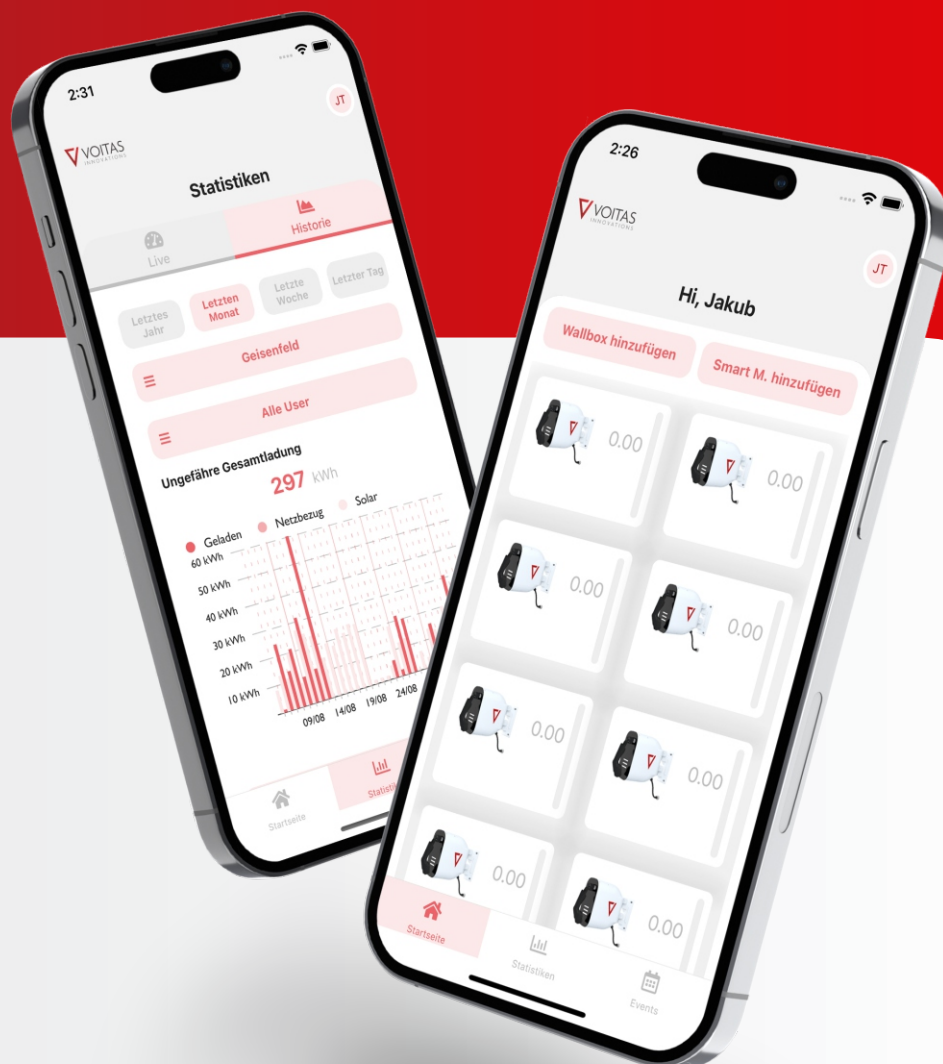 2:31
JT
VOITAS
INNOVATIONS
Statistiken
Live
Historie
Letztes
Jahr
Letzten
Monat
Letzte
Woche
Letzter Tag
Geisenfeld
Alle User
Ungefähre Gesamtladung
297 kWh
Geladen
Netzbezug
Solar
60 kWh
50 kWh
40 kWh
30 kWh
20 kWh
10 kWh
09/08
14/08
19/08
24/08
Startseite
2:26
VOITAS
INNOVATIONS
JT
Hi, Jakub
Wallbox hinzufügen
Smart M. hinzufügen
0.00
0.00
0.00
0.00
0.00
0.00
0.00
0.00
Startseite
Statistiken
Events